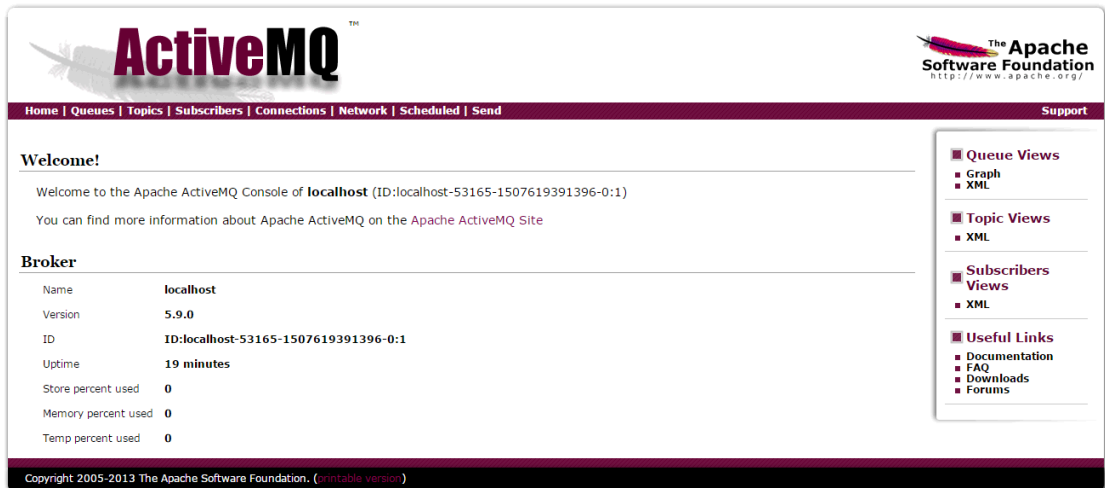 ActiveMQ ™
The Apache
Software Foundation
http://www.apache.org/
Home | Queues | Topics | Subscribers | Connections | Network | Scheduled | Send
Support
Welcome!
Welcome to the Apache ActiveMQ Console of localhost (ID:localhost-53165-1507619391396-0:1)
You can find more information about Apache ActiveMQ on the Apache ActiveMQ Site
Broker
Name localhost
Version 5.9.0
ID ID:localhost-53165-1507619391396-0:1
Uptime 19 minutes
Store percent used 0
Memory percent used 0
Temp percent used 0
Queue Views
Graph
XML
Topic Views
XML
Subscribers
Views
XML
Useful Links
Documentation
FAQ
Downloads
Forums
Copyright 2005-2013 The Apache Software Foundation. (printable version)